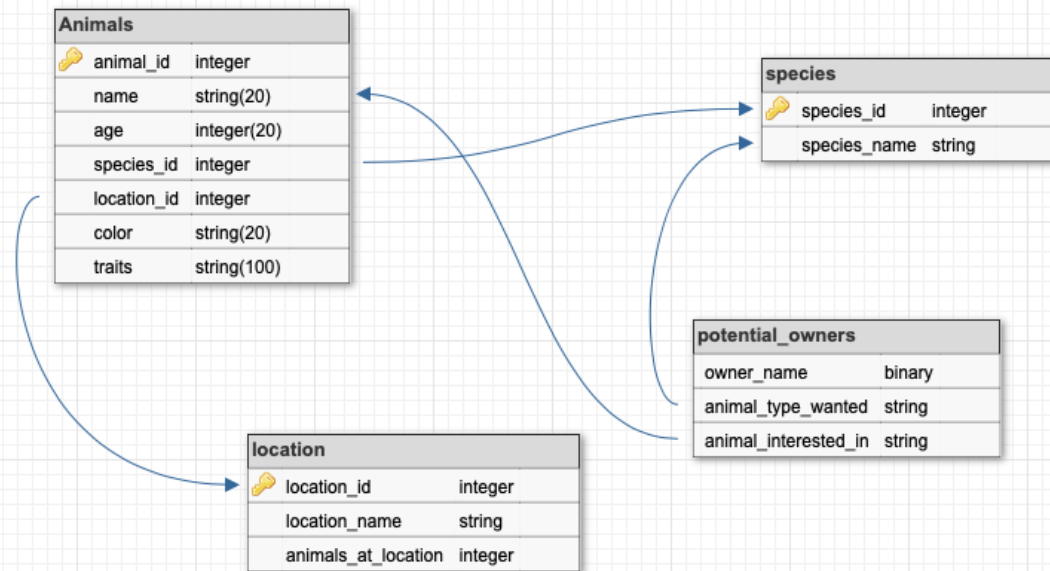 Animals
animal_id integer
name string(20)
age integer(20)
species_id integer
location_id integer
color string(20)
traits string(100)
species
species_id integer
species_name string
potential_owners
owner_name binary
animal_type_wanted string
animal_interested_in string
location
location_id integer
location_name string
animals_at_location integer